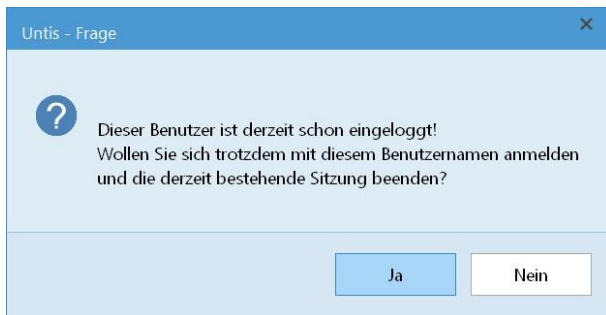 Untis - Frage
Dieser Benutzer ist derzeit schon eingeloggt!
Wollen Sie sich trotzdem mit diesem Benutzernamen anmelden
und die derzeit bestehende Sitzung beenden?
Ja
Nein